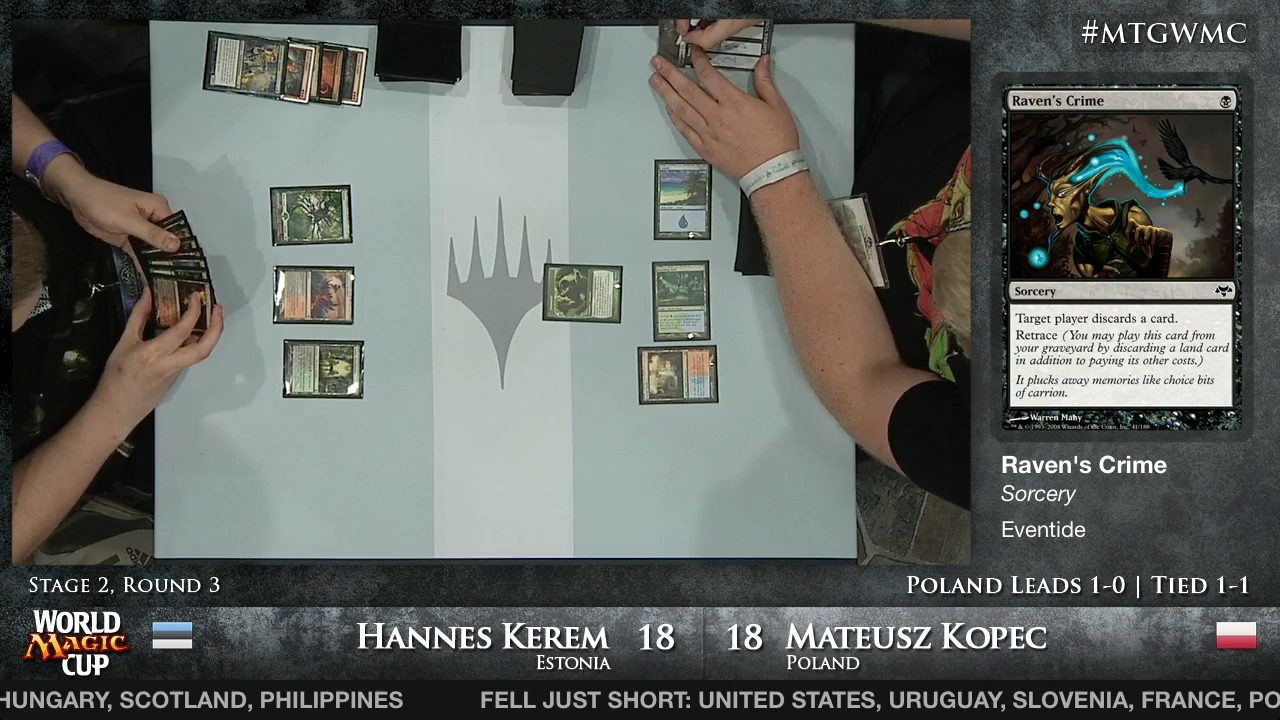 #MTGWMC
Raven's Crime
Sorcery
Target player discards a card.
Retrace (You may play this card from
your graveyard by discarding a land card
in addition to paying its other costs.)
It plucks away memories like choice bits
of carrion.
Warren Mahy
Raven's Crime
Sorcery
Eventide
Stage 2, Round 3
Poland Leads 1-0 | Tied 1-1
World
Magic
Cup
Hannes Kerem 18
Estonia
18 Mateusz Kopec
Poland
HUNGARY, SCOTLAND, PHILIPPINES FELL JUST SHORT: UNITED STATES, URUGUAY, SLOVENIA, FRANCE, PO